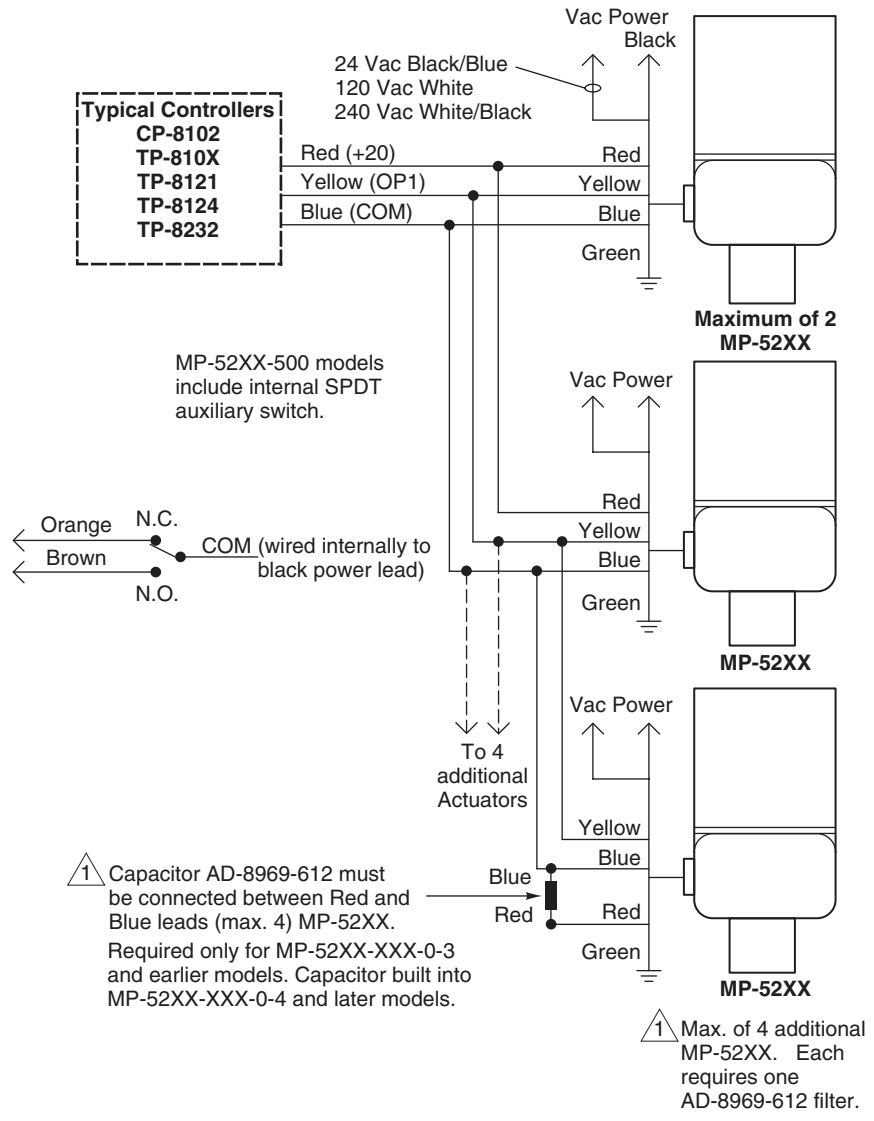 Vac Power
Black
24 Vac Black/Blue
120 Vac White
240 Vac White/Black
Typical Controllers
CP-8102
TP-810X
TP-8121
TP-8124
TP-8232
Red (+20)
Yellow (OP1)
Blue (COM)
Red
Yellow
Blue
Green
Maximum of 2
MP-52XX
MP-52XX-500 models
include internal SPDT
auxiliary switch.
Vac Power
Red
Yellow
Blue
Green
MP-52XX
Orange
N.C.
Brown
N.O.
COM (wired internally to
black power lead)
To 4
additional
Actuators
Vac Power
Yellow
Blue
Red
Green
MP-52XX
Blue
Red
1 Capacitor AD-8969-612 must
be connected between Red and
Blue leads (max. 4) MP-52XX.
Required only for MP-52XX-XXX-0-3
and earlier models. Capacitor built into
MP-52XX-XXX-0-4 and later models.
1 Max. of 4 additional
MP-52XX. Each
requires one
AD-8969-612 filter.